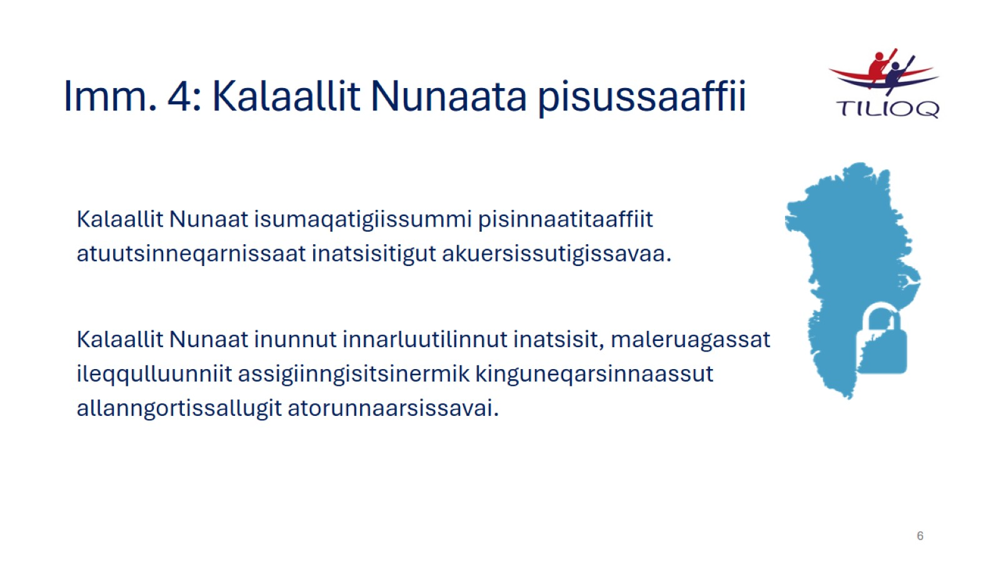 TILIOQ
Imm. 4: Kalaallit Nunaata pisussaaffii
Kalaallit Nunaat isumaqatigiissummi pisinnaatitaaffiit
atuutsinneqarnissaat inatsisitigut akuersissutigissavaa.
Kalaallit Nunaat inunnut innarluutilinnut inatsisit, maleruagassat
ileqqulluunniit assigiinngisitsinermik kinguneqarsinnaassut
allanngortissallugit atorunnaarsissavai.
6